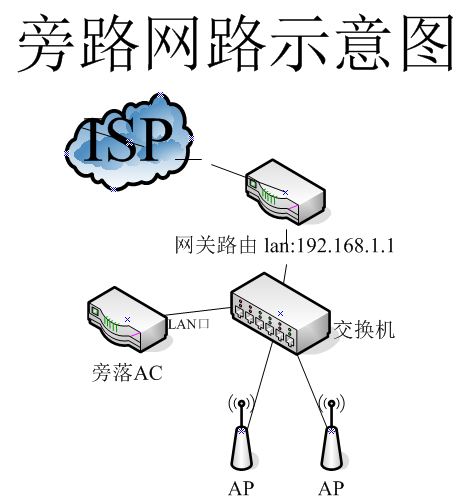 旁路网路示意图
ISP
网关路由 lan:192.168.1.1
LAN口
交换机
旁落AC
AP
AP